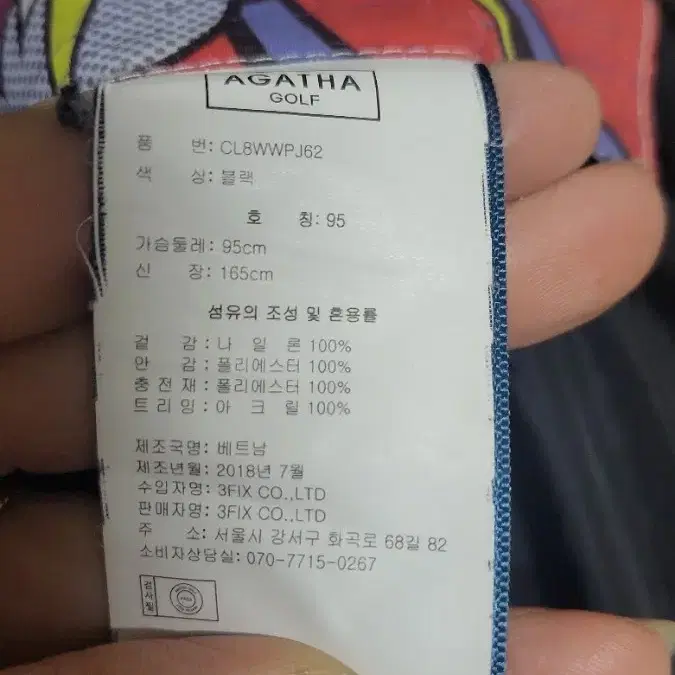 AGATHA
GOLF
품 번: CL8WWPJ62
색 상: 블랙
호 칭: 95
가슴둘레: 95cm
신 장: 165cm
섬유의 조성 및 혼용률
겉 감: 나 일 론 100%
안 감: 폴리에스터 100%
충 전 재: 폴리에스터 100%
트 리 밍: 아 크 릴 100%
제조국명: 베트남
제조년월: 2018년 7월
수입자명: 3FIX CO.,LTD
판매자명: 3FIX CO.,LTD
주 소: 서울시 강서구 화곡로 68길 82
소비자상담실: 070-7715-0267
검사필